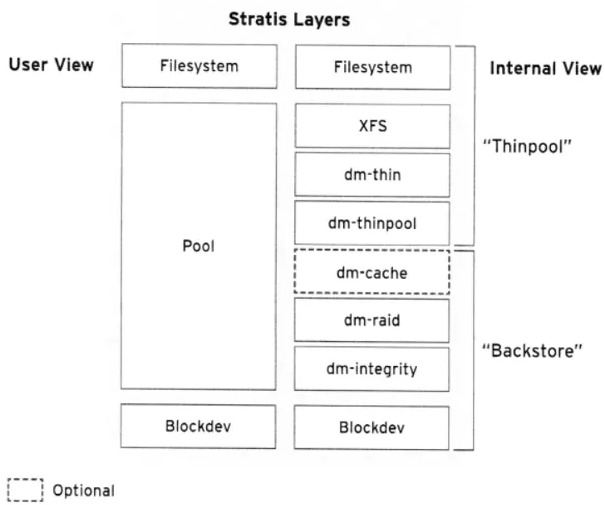 Stratis Layers
User View
Filesystem
Filesystem
Internal View
XFS
"Thinpool"
dm-thin
dm-thinpool
Pool
dm-cache
dm-raid
"Backstore"
dm-integrity
Blockdev
Blockdev
Optional